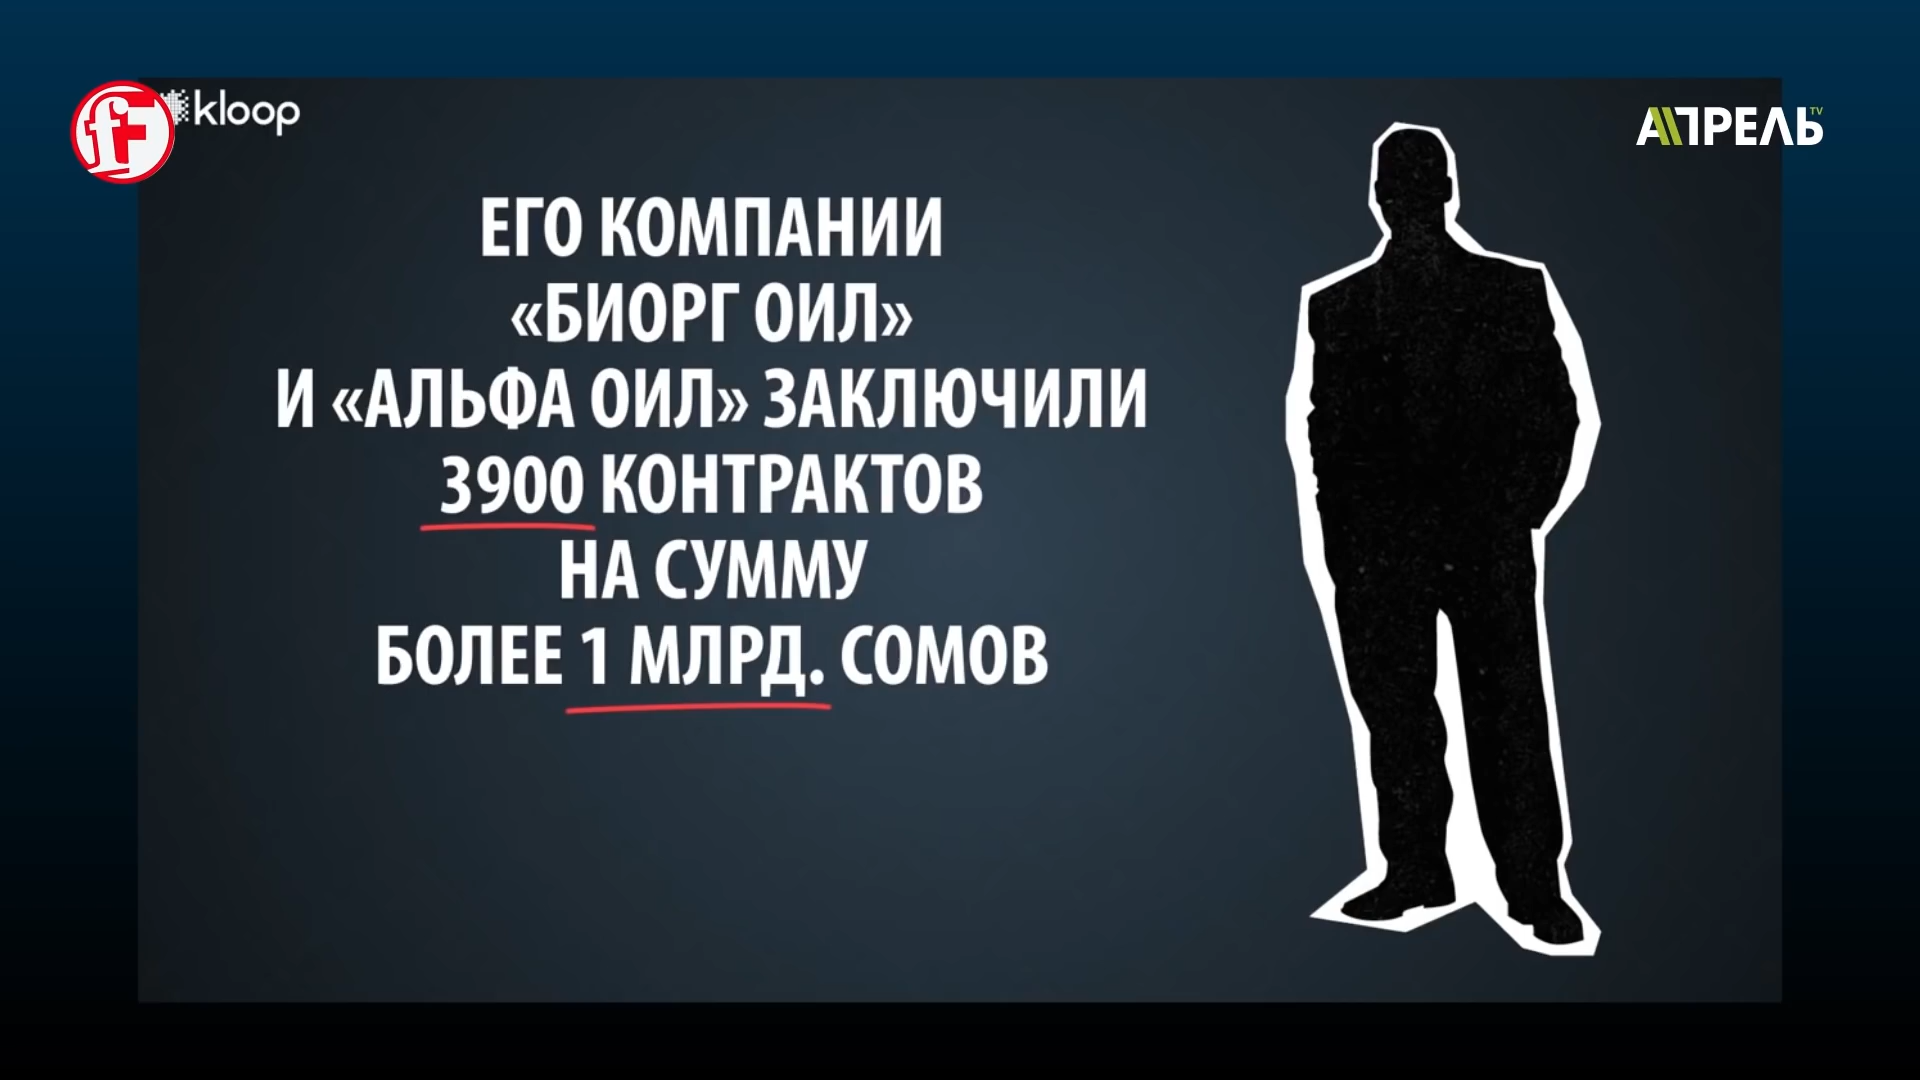 kloop
АПРЕЛЬ TV
ЕГО КОМПАНИИ
«БИОРГ ОИЛ»
И «АЛЬФА ОИЛ» ЗАКЛЮЧИЛИ
3900 КОНТРАКТОВ
НА СУММУ
БОЛЕЕ 1 МЛРД. СОМОВ